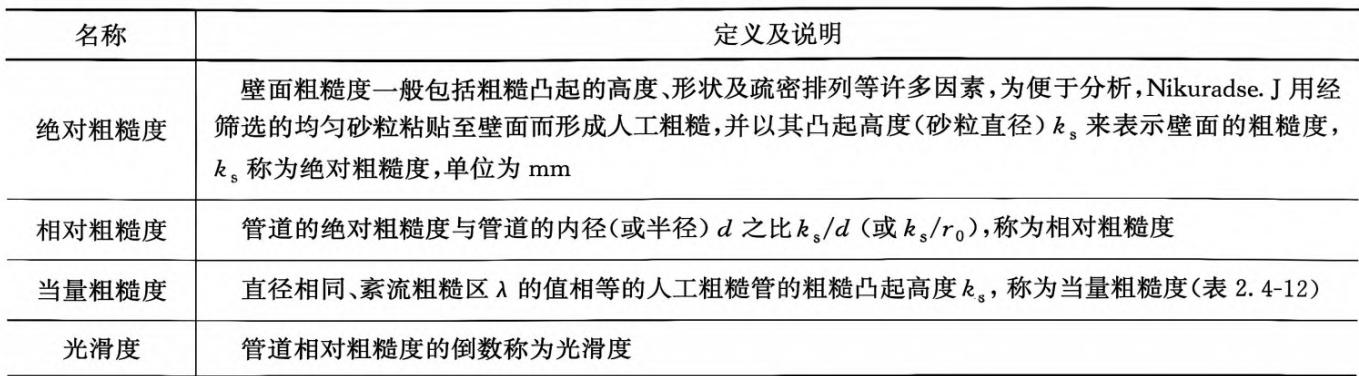 名称 定义及说明
壁面粗糙度一般包括粗糙凸起的高度、形状及疏密排列等许多因素,为便于分析,Nikuradse. J 用经
绝对粗糙度 筛选的均匀砂粒粘贴至壁面而形成人工粗糙,并以其凸起高度(砂粒直径) kₛ 来表示壁面的粗糙度,
kₛ 称为绝对粗糙度,单位为 mm
相对粗糙度 管道的绝对粗糙度与管道的内径(或半径) d 之比 kₛ/d (或 kₛ/r₀),称为相对粗糙度
当量粗糙度 直径相同、紊流粗糙区 λ 的值相等的人工粗糙管的粗糙凸起高度 kₛ, 称为当量粗糙度(表 2.4-12)
光滑度 管道相对粗糙度的倒数称为光滑度